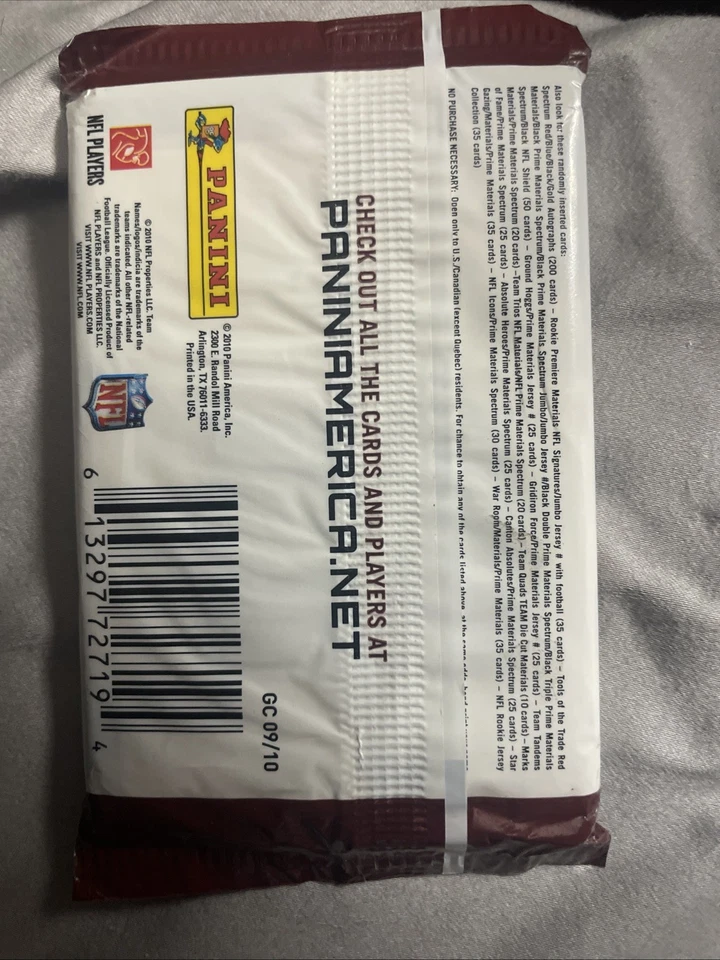 Also look for these randomly inserted cards:
Spectrum Red/Blue/Black/Gold Autographs (200 cards) – Rookie Premiere Materials NFL Signatures/Jumbo Jersey # with football (35 cards) – Tools of the Trade Red
Materials/Black Prime Materials Spectrum/Black Prime Materials Spectrum Jumbo/Jumbo Jersey #/Black Double Prime Materials Spectrum/Black Triple Prime Materials
Spectrum/Black NFL Shield (50 cards) – Ground Hoggs/Prime Materials Jersey # (25 cards) – Gridiron Force/Prime Materials Jersey # (25 cards) – Team Tandems
Materials/Prime Materials Spectrum (20 cards) –Team Trios NFL Materials/NFL Prime Materials Spectrum (20 cards) – Team Quads TEAM Die Cut Materials (10 cards) – Marks
of Fame/Prime Materials Spectrum (25 cards) – Absolute Heroes/Prime Materials Spectrum (25 cards) – Canton Absolutes/Prime Materials Spectrum (25 cards) – Star
Gazing/Materials/Prime Materials (35 cards) – NFL Icons/Prime Materials Spectrum (30 cards) – War Room/Materials/Prime Materials (35 cards) – NFL Rookie Jersey
Collection (35 cards)
NO PURCHASE NECESSARY: Open only to U.S./Canadian (except Quebec) residents. For chance to obtain any of the cards listed above, at the same odds, hand print
CHECK OUT ALL THE CARDS AND PLAYERS AT
PANINIAMERICA.NET
PANINI
© 2010 Panini America, Inc.
2300 E. Randol Mill Road
Arlington, TX 76011-6333.
Printed in the USA.
GC 09/10
NFL PLAYERS
© 2010 NFL Properties LLC. Team
Names/logos/indicia are trademarks of the
teams indicated. All other NFL-related
trademarks are trademarks of the National
Football League. Officially Licensed Product of
NFL PLAYERS and NFL PROPERTIES LLC.
VISIT WWW.NFLPLAYERS.COM
VISIT WWW.NFL.COM
NFL
6 13297 72719 4